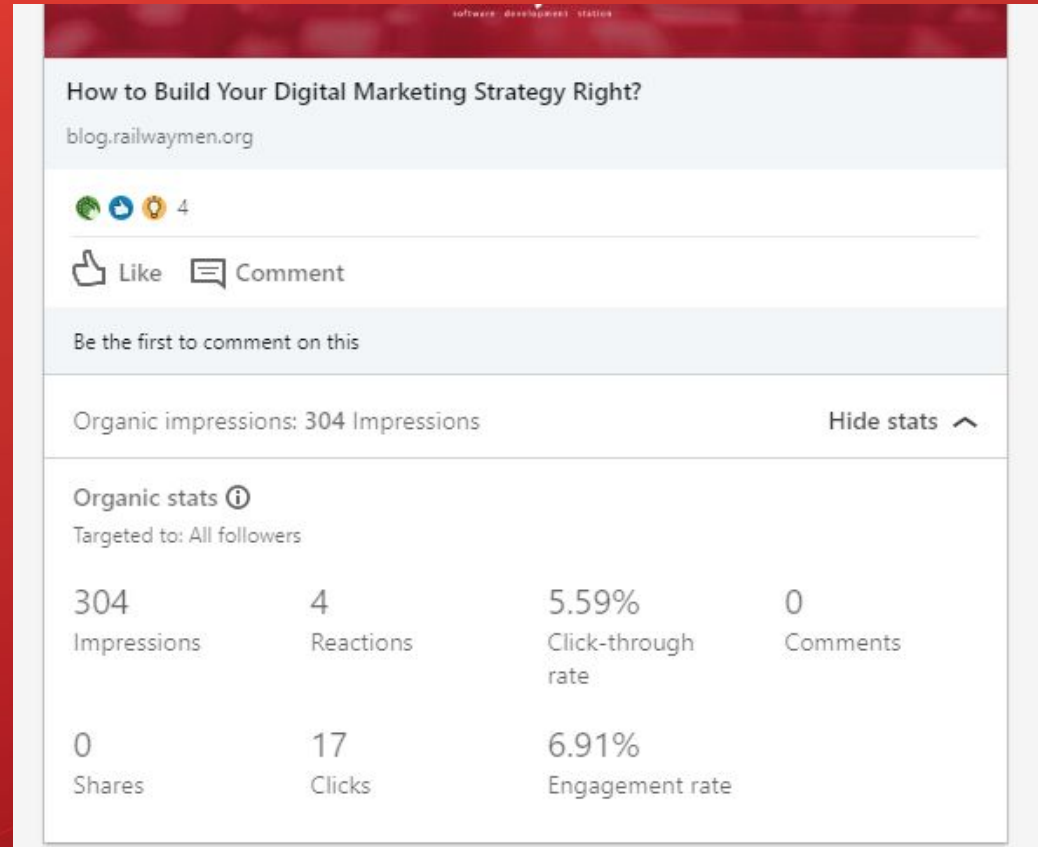 software development station
How to Build Your Digital Marketing Strategy Right?
blog.railwaymen.org
4
Like Comment
Be the first to comment on this
Organic impressions: 304 Impressions Hide stats
Organic stats
Targeted to: All followers
304 4 5.59% 0
Impressions Reactions Click-through rate Comments
0 17 6.91%
Shares Clicks Engagement rate